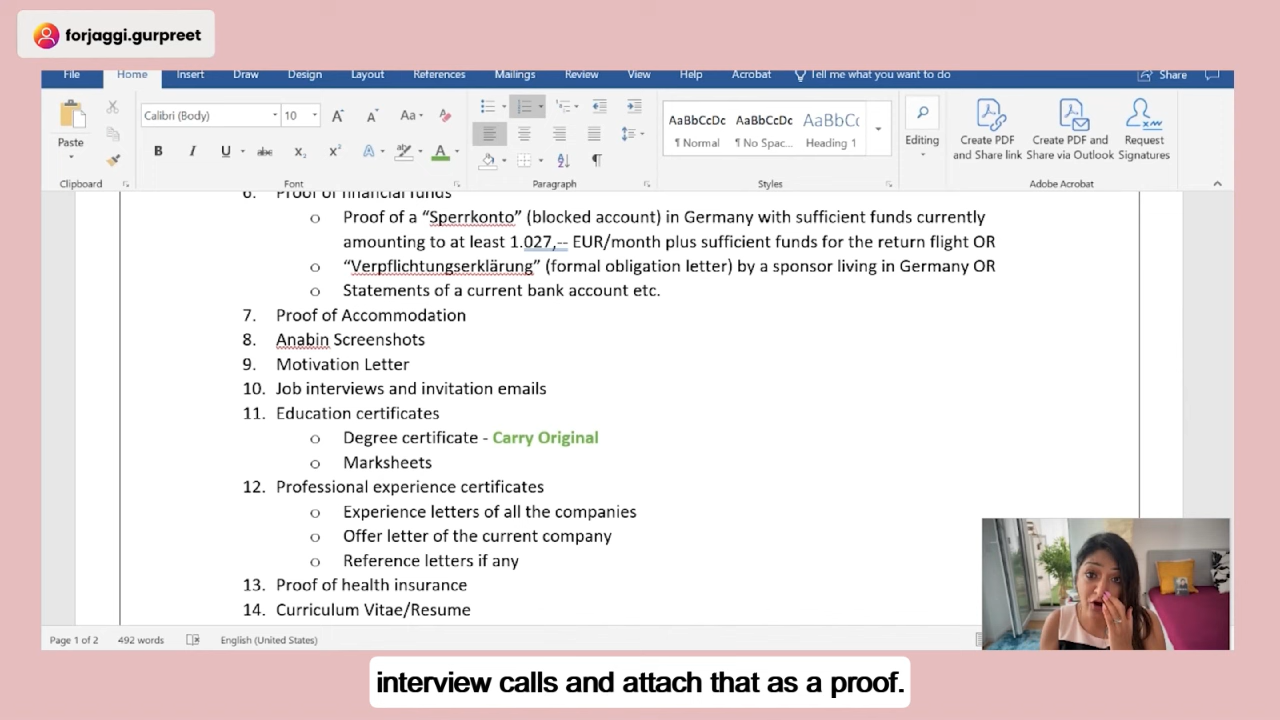 forjaggi.gurpreet
File Home Insert Draw Design Layout References Mailings Review View Help Acrobat Tell me what you want to do Share
Calibri (Body) 10 Aa
AaBbCcDc AaBbCcDc AaBbCc
Paste
¶ Normal ¶ No Spac... Heading 1
Editing
Create PDF and Share link
Create PDF and Share via Outlook
Request Signatures
Clipboard Font Paragraph Styles Adobe Acrobat
6. Proof of financial funds
o Proof of a “Sperrkonto” (blocked account) in Germany with sufficient funds currently
amounting to at least 1.027,-- EUR/month plus sufficient funds for the return flight OR
o “Verpflichtungserklärung” (formal obligation letter) by a sponsor living in Germany OR
o Statements of a current bank account etc.
7. Proof of Accommodation
8. Anabin Screenshots
9. Motivation Letter
10. Job interviews and invitation emails
11. Education certificates
o Degree certificate - Carry Original
o Marksheets
12. Professional experience certificates
o Experience letters of all the companies
o Offer letter of the current company
o Reference letters if any
13. Proof of health insurance
14. Curriculum Vitae/Resume
Page 1 of 2 492 words English (United States)
interview calls and attach that as a proof.